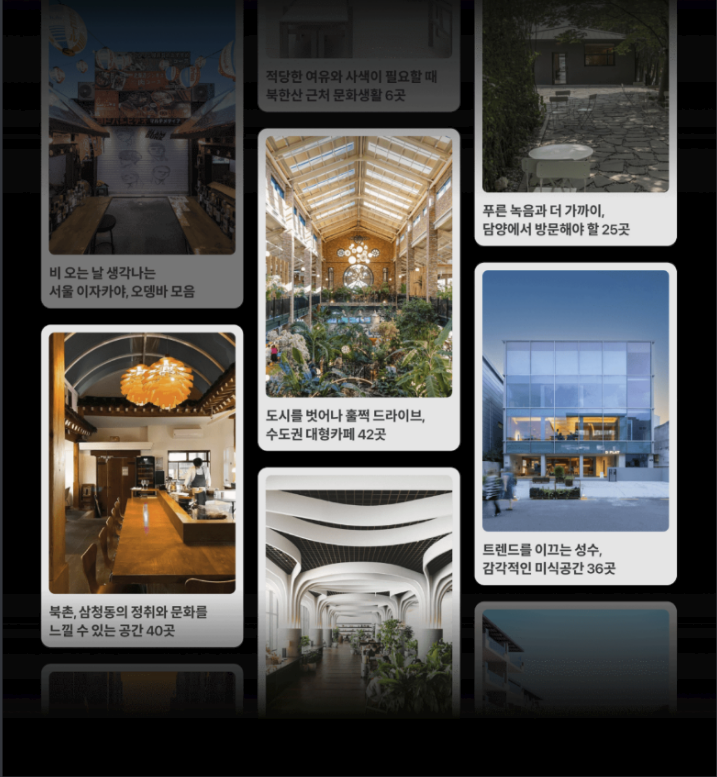 적당한 여유와 사색이 필요할 때
북한산 근처 문화생활 6곳
푸른 녹음과 더 가까이,
담양에서 방문해야 할 25곳
비 오는 날 생각나는
서울 이자카야, 오뎅바 모음
도시를 벗어나 훌쩍 드라이브,
수도권 대형카페 42곳
트렌드를 이끄는 성수,
감각적인 미식공간 36곳
북촌, 삼청동의 정취와 문화를
느낄 수 있는 공간 40곳